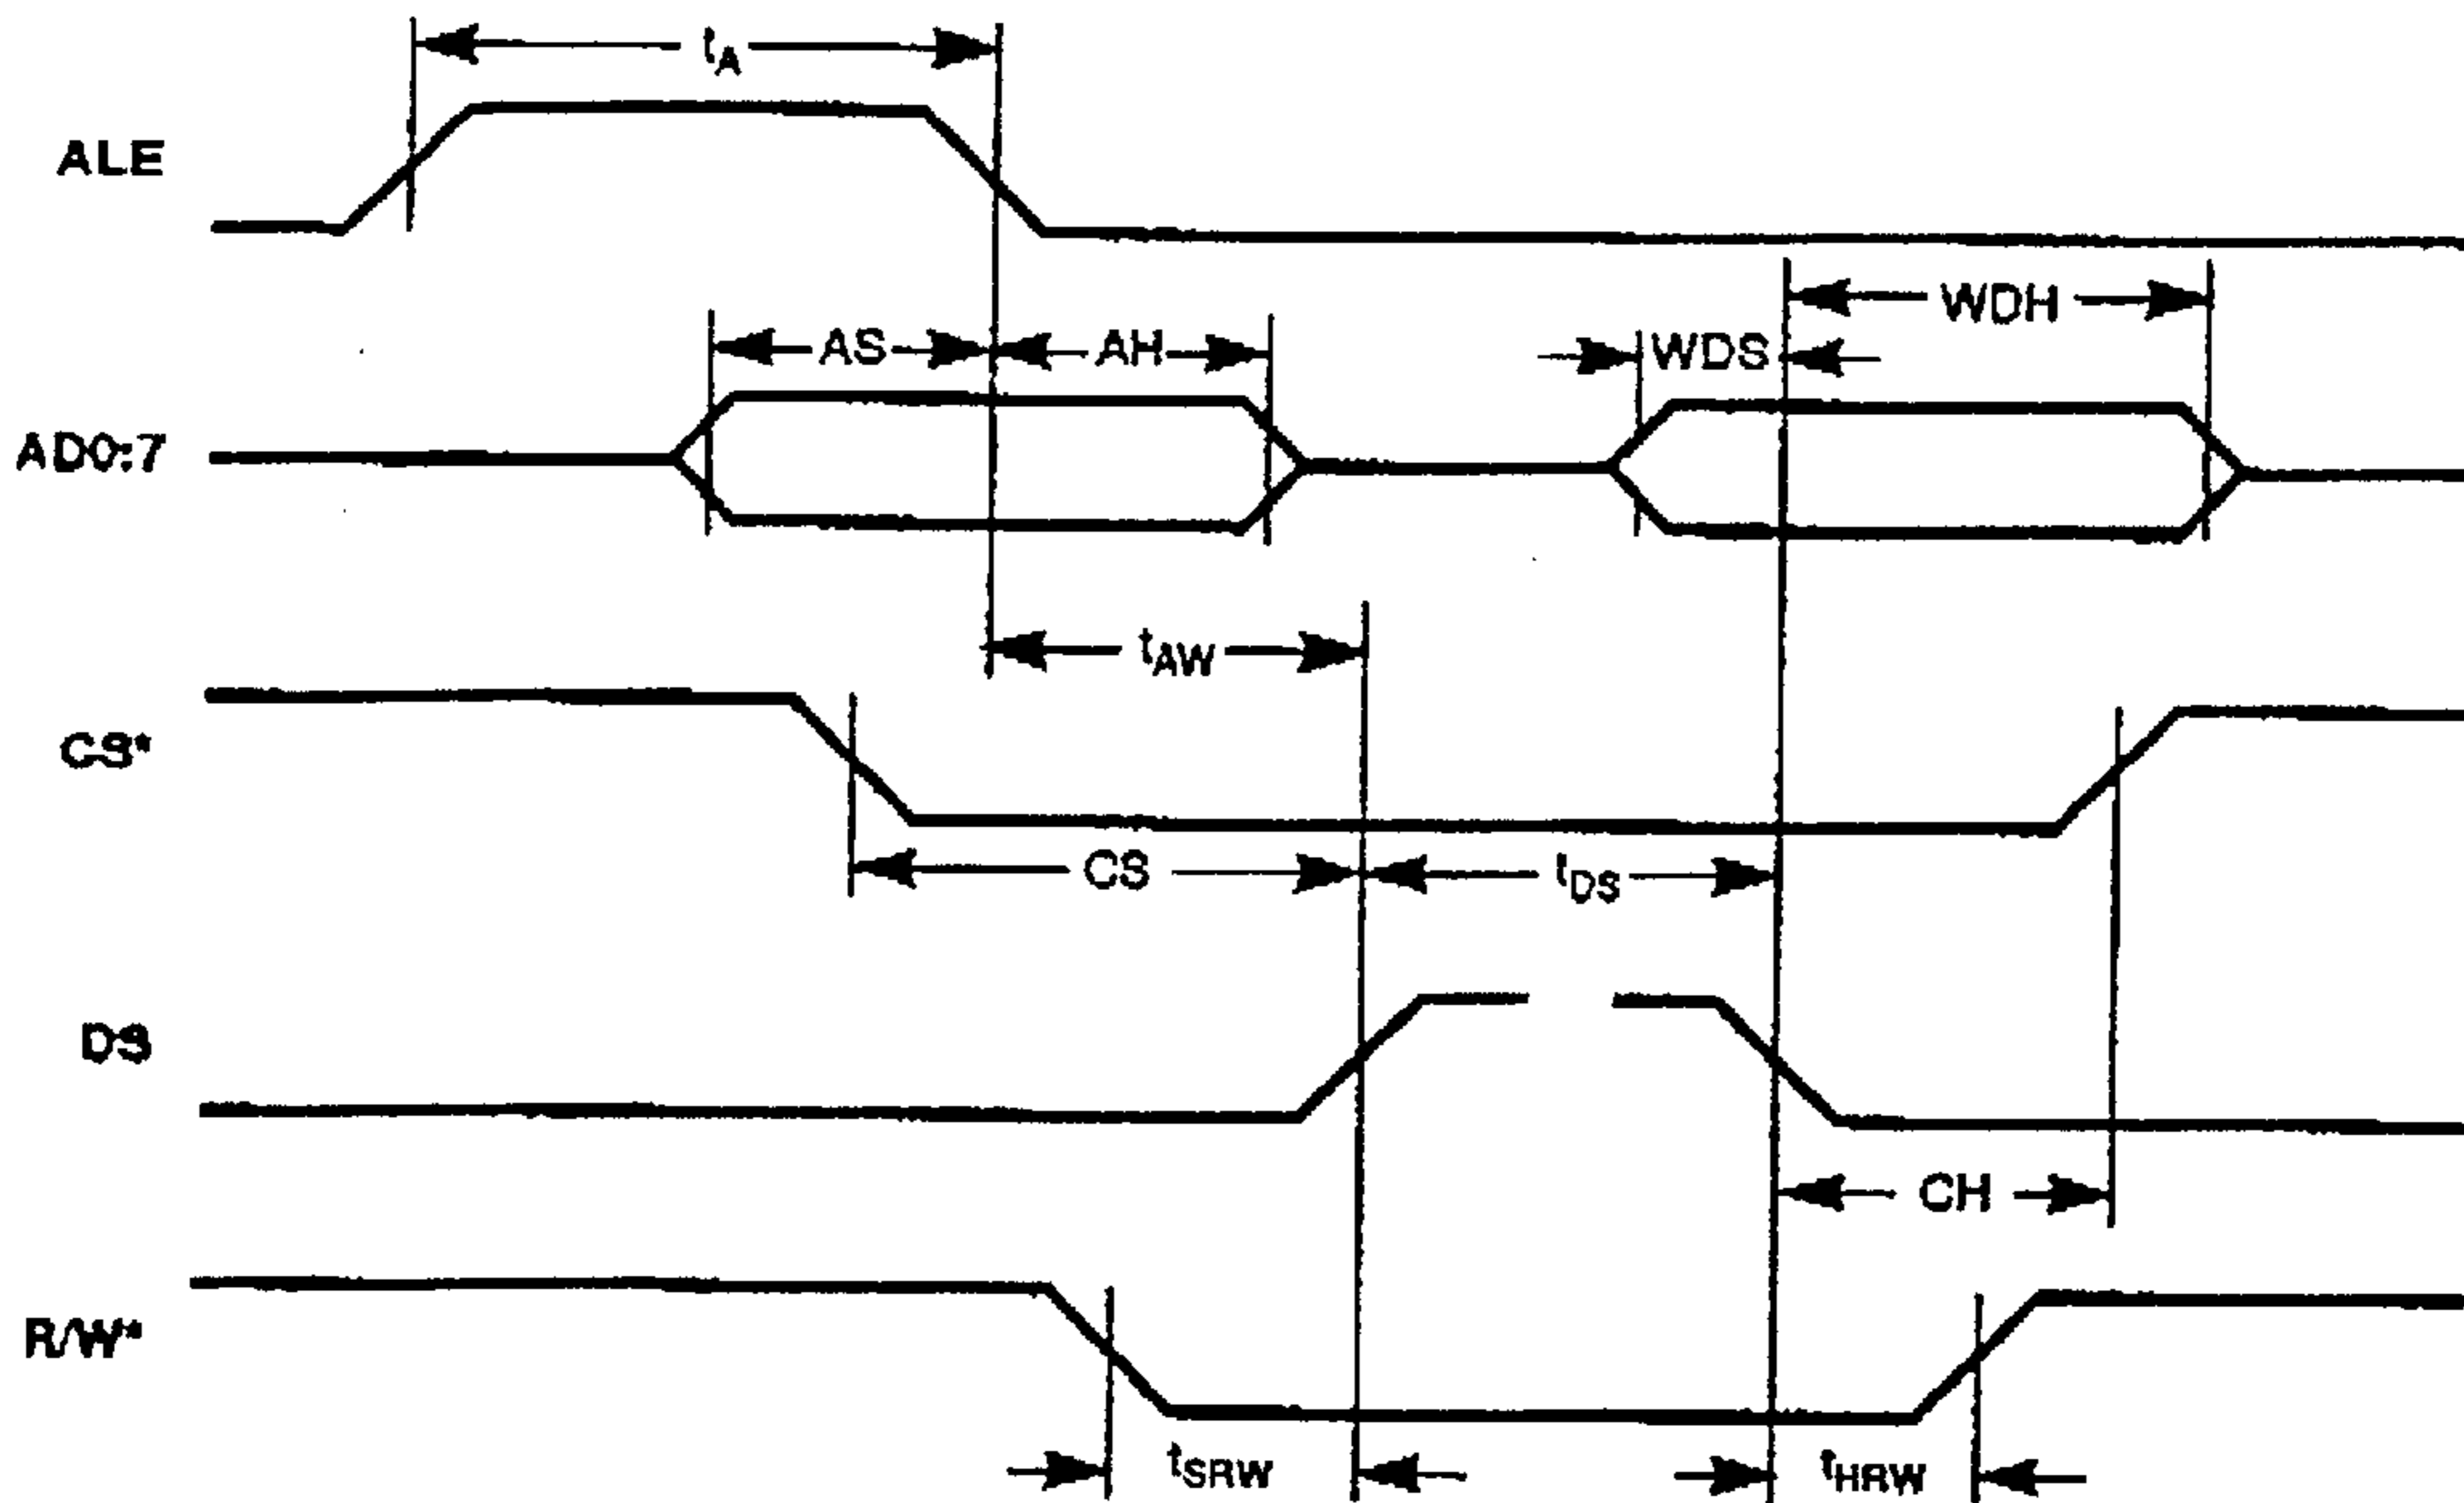 tA
ALE
WDH
AS AH WDS
AD0:7
tAW
CS*
CS tDS
DS
CH
R/W*
tSRW tHRW